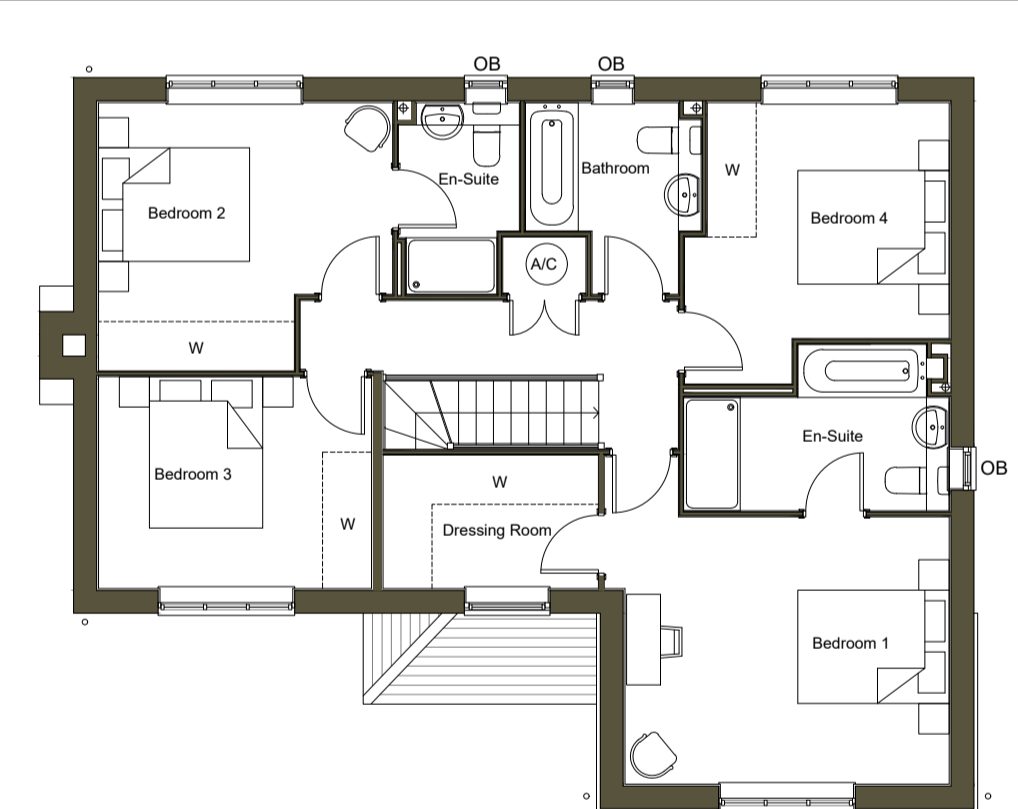 OB
OB
En-Suite
Bathroom
W
Bedroom 2
Bedroom 4
A/C
W
En-Suite
OB
Bedroom 3
W
W
Dressing Room
Bedroom 1